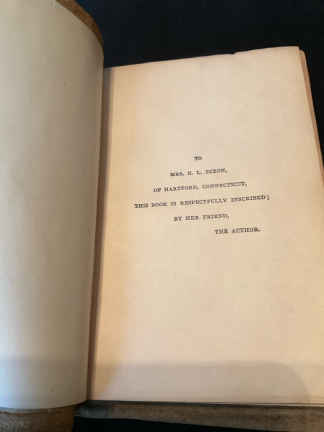 TO
MRS. E. L. DIXON,
OF HARTFORD, CONNECTICUT,
THIS BOOK IS RESPECTFULLY INSCRIBED;
BY HER FRIEND,
THE AUTHOR.